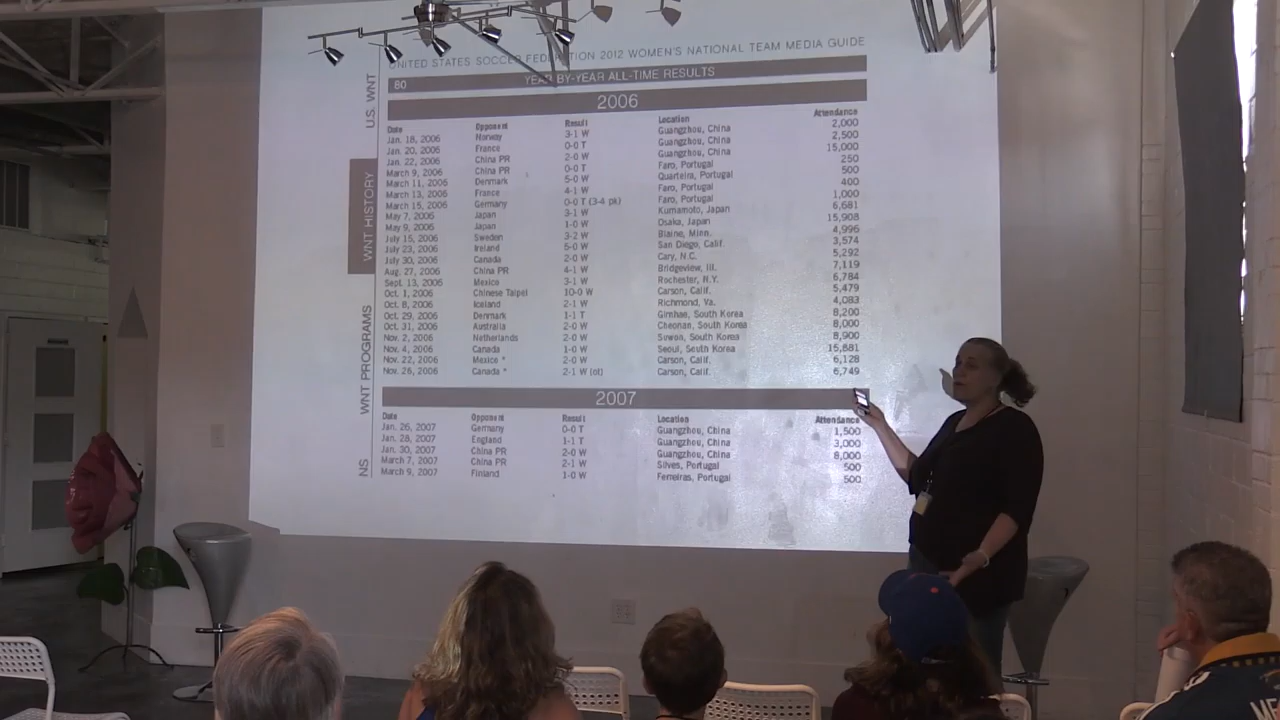 UNITED STATES SOCCER FEDERATION 2012 WOMEN'S NATIONAL TEAM MEDIA GUIDE
80 YEAR-BY-YEAR ALL-TIME RESULTS
U.S. WNT
WNT HISTORY
WNT PROGRAMS
NS
2006
Date Opponent Result Location Attendance
Jan. 18, 2006 Norway 3-1 W Guangzhou, China 2,000
Jan. 20, 2006 France 0-0 T Guangzhou, China 2,500
Jan. 22, 2006 China PR 2-0 W Guangzhou, China 15,000
March 9, 2006 China PR 0-0 T Faro, Portugal 250
March 11, 2006 Denmark 5-0 W Quarteira, Portugal 500
March 13, 2006 France 4-1 W Faro, Portugal 400
March 15, 2006 Germany 0-0 T (3-4 pk) Faro, Portugal 1,000
May 7, 2006 Japan 3-1 W Kumamoto, Japan 6,681
May 9, 2006 Japan 1-0 W Osaka, Japan 15,908
July 15, 2006 Sweden 3-2 W Blaine, Minn. 4,996
July 23, 2006 Ireland 5-0 W San Diego, Calif. 3,574
July 30, 2006 Canada 2-0 W Cary, N.C. 5,292
Aug. 27, 2006 China PR 4-1 W Bridgeview, Ill. 7,119
Sept. 13, 2006 Mexico 3-1 W Rochester, N.Y. 6,784
Oct. 1, 2006 Chinese Taipei 10-0 W Carson, Calif. 5,479
Oct. 8, 2006 Iceland 2-1 W Richmond, Va. 4,083
Oct. 29, 2006 Denmark 1-1 T Gimhae, South Korea 8,200
Oct. 31, 2006 Australia 2-0 W Cheonan, South Korea 8,000
Nov. 2, 2006 Netherlands 2-0 W Suwon, South Korea 8,900
Nov. 4, 2006 Canada 1-0 W Seoul, South Korea 15,881
Nov. 22, 2006 Mexico * 2-0 W Carson, Calif. 6,128
Nov. 26, 2006 Canada * 2-1 W (ot) Carson, Calif. 6,749
2007
Date Opponent Result Location Attendance
Jan. 26, 2007 Germany 0-0 T Guangzhou, China 1,500
Jan. 28, 2007 England 1-1 T Guangzhou, China 3,000
Jan. 30, 2007 China PR 2-0 W Guangzhou, China 8,000
March 7, 2007 China PR 2-1 W Silves, Portugal 500
March 9, 2007 Finland 1-0 W Ferreiras, Portugal 500